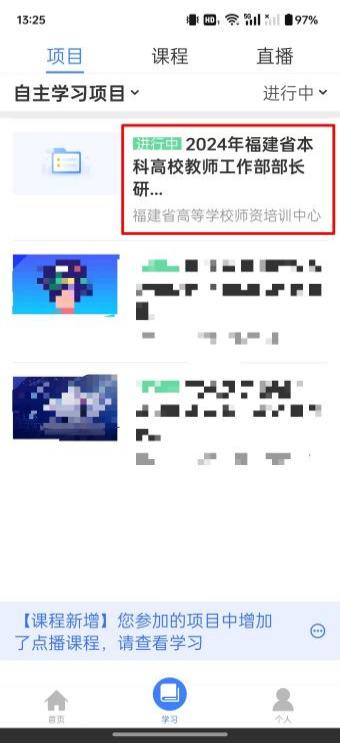 13:25
HD
5G
97%
项目
课程
直播
自主学习项目
进行中
进行中 2024年福建省本
科高校教师工作部部长
研...
福建省高等学校师资培训中心
【课程新增】您参加的项目中增加
了点播课程，请查看学习
首页
学习
个人